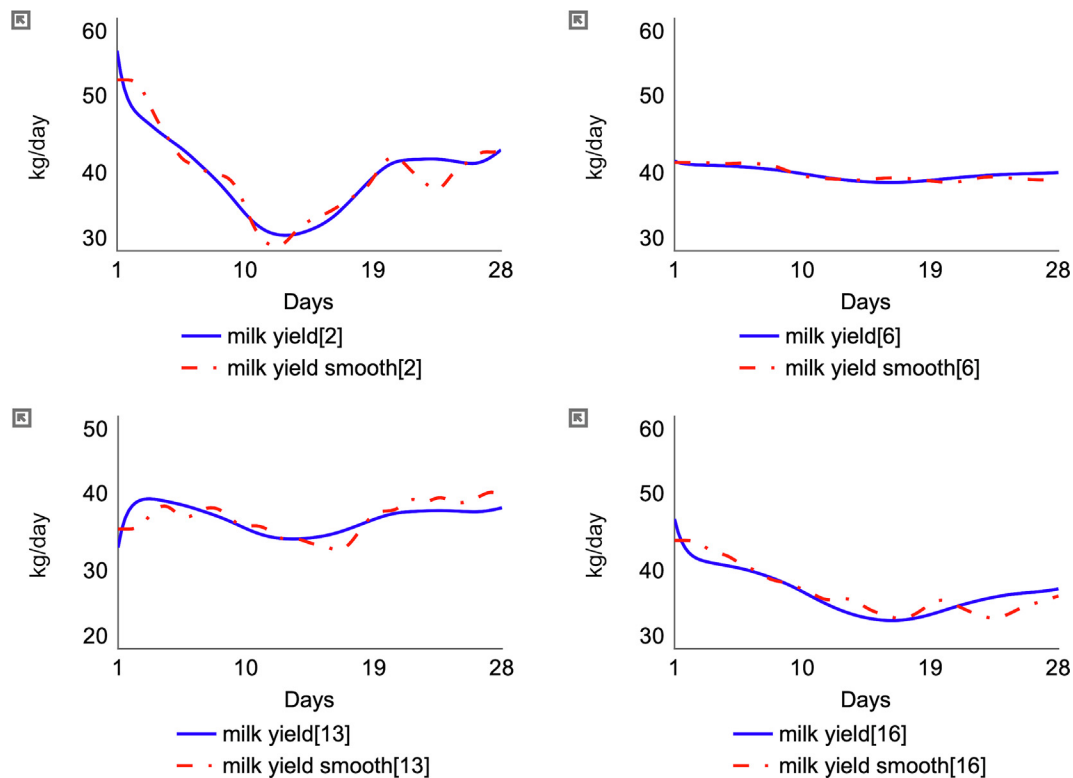 60
50
40
30
kg/day
1 10 19 28
Days
milk yield[2]
milk yield smooth[2]
60
50
40
30
kg/day
1 10 19 28
Days
milk yield[6]
milk yield smooth[6]
50
40
30
20
kg/day
1 10 19 28
Days
milk yield[13]
milk yield smooth[13]
60
50
40
30
kg/day
1 10 19 28
Days
milk yield[16]
milk yield smooth[16]